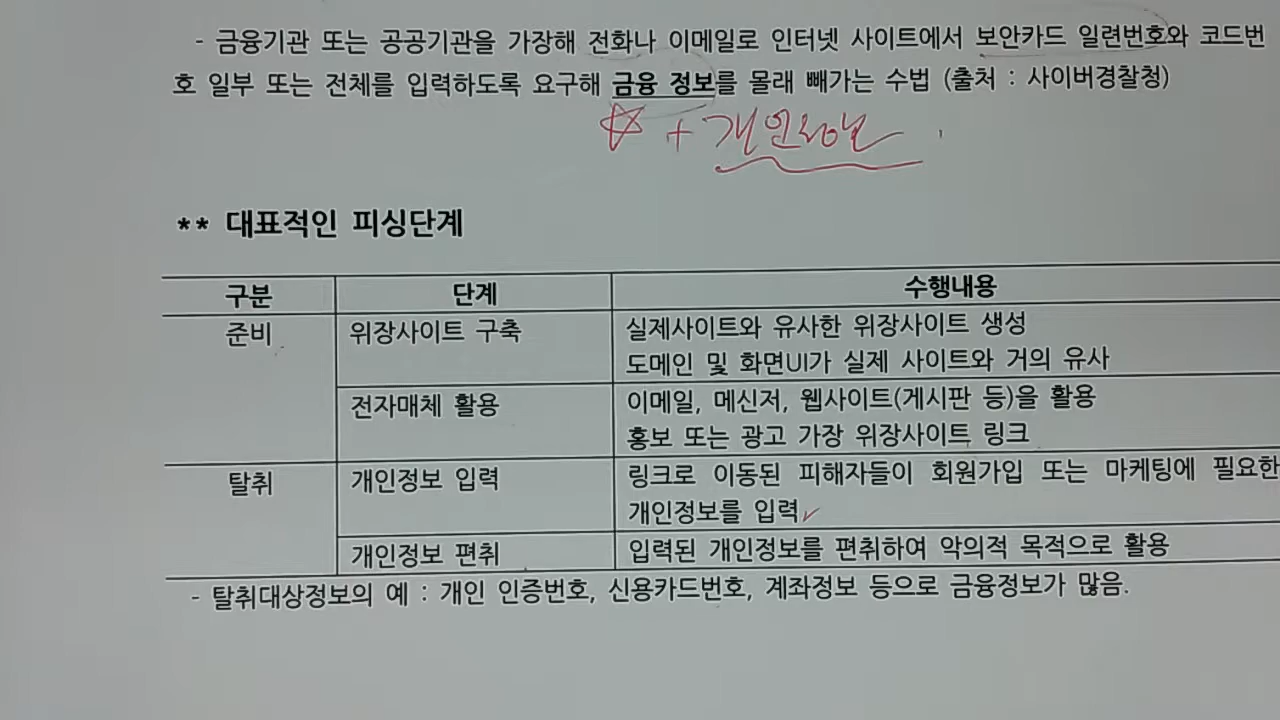 - 금융기관 또는 공공기관을 가장해 전화나 이메일로 인터넷 사이트에서 보안카드 일련번호와 코드번
호 일부 또는 전체를 입력하도록 요구해 금융 정보를 몰래 빼가는 수법 (출처 : 사이버경찰청)
☆ + 개인정보
** 대표적인 피싱단계
구분 단계 수행내용
준비 위장사이트 구축 실제사이트와 유사한 위장사이트 생성
도메인 및 화면UI가 실제 사이트와 거의 유사
전자매체 활용 이메일, 메신저, 웹사이트(게시판 등)을 활용
홍보 또는 광고 가장 위장사이트 링크
탈취 개인정보 입력 링크로 이동된 피해자들이 회원가입 또는 마케팅에 필요한
개인정보를 입력
개인정보 편취 입력된 개인정보를 편취하여 악의적 목적으로 활용
- 탈취대상정보의 예 : 개인 인증번호, 신용카드번호, 계좌정보 등으로 금융정보가 많음.